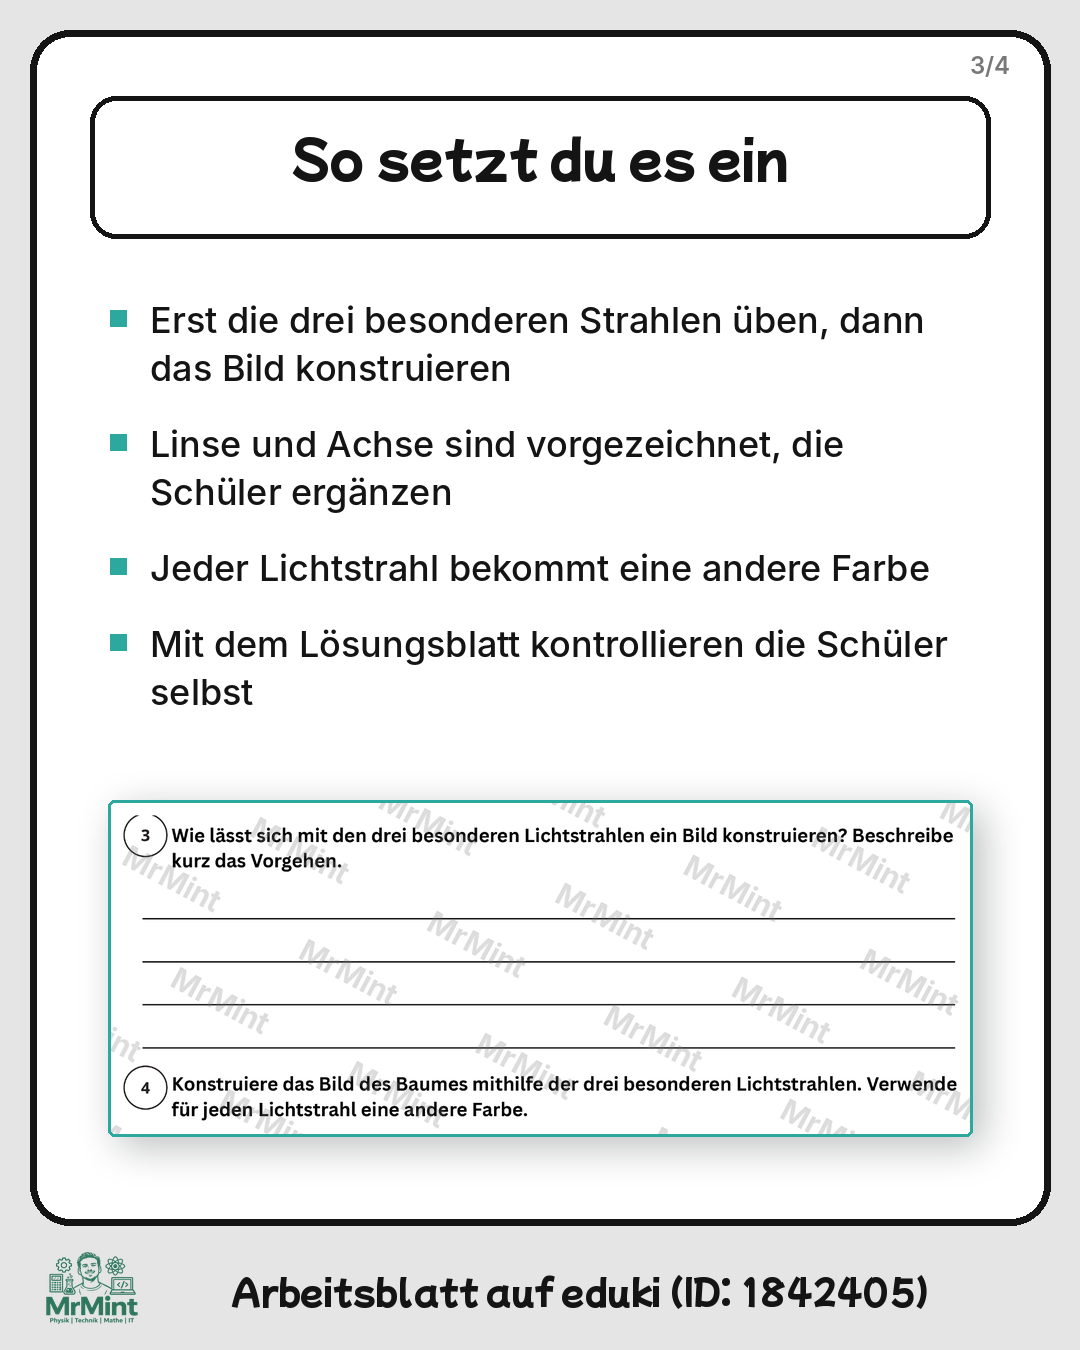 3/4
So setzt du es ein
Erst die drei besonderen Strahlen üben, dann
das Bild konstruieren
Linse und Achse sind vorgezeichnet, die
Schüler ergänzen
Jeder Lichtstrahl bekommt eine andere Farbe
Mit dem Lösungsblatt kontrollieren die Schüler
selbst
3 Wie lässt sich mit den drei besonderen Lichtstrahlen ein Bild konstruieren? Beschreibe
kurz das Vorgehen.
4 Konstruiere das Bild des Baumes mithilfe der drei besonderen Lichtstrahlen. Verwende
für jeden Lichtstrahl eine andere Farbe.
MrMint
Physik | Technik | Mathe | IT
Arbeitsblatt auf eduki (ID: 1842405)